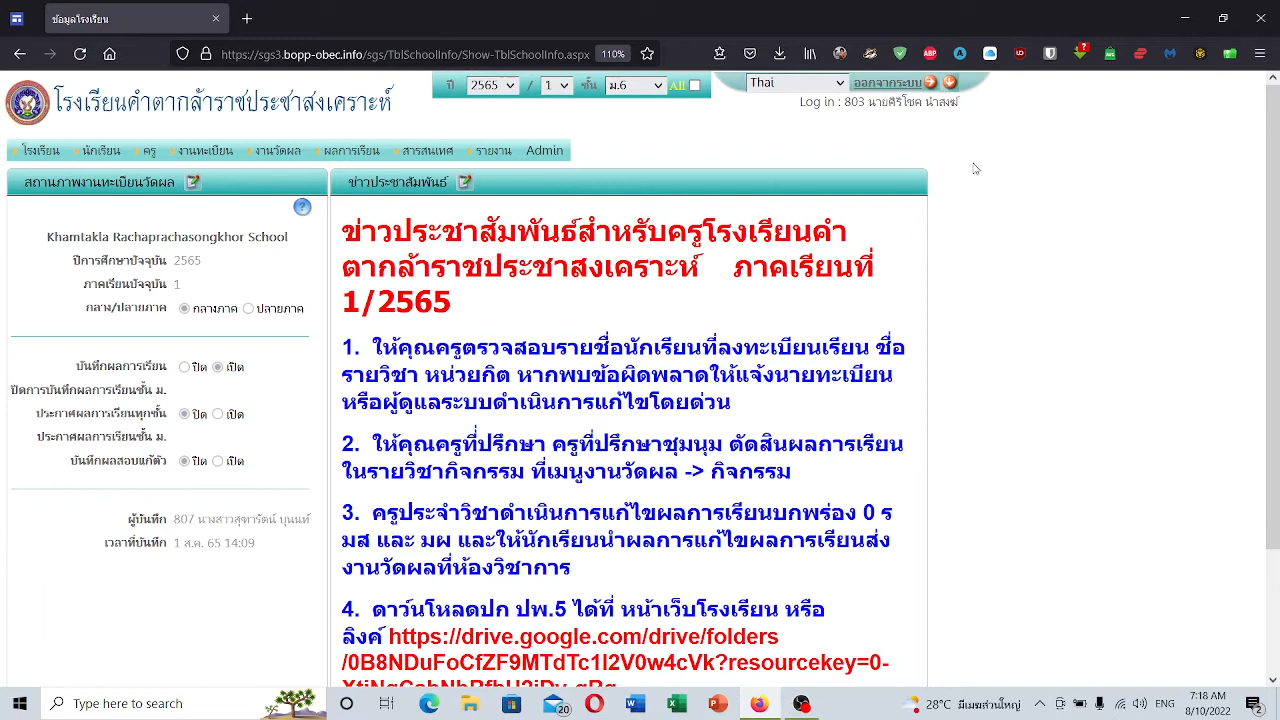 ข้อมูลโรงเรียน
https://sgs3.bopp-obec.info/sgs/TblSchoolInfo/Show-TblSchoolInfo.aspx 110%
โรงเรียนคำตากล้าราชประชาสงเคราะห์
ปี 2565 / 1 ชั้น ม.6 All
Thai ออกจากระบบ
Log in : 803 นายศิริโชค นำสงฆ์
โรงเรียน นักเรียน ครู งานทะเบียน งานวัดผล ผลการเรียน สารสนเทศ รายงาน Admin
สถานภาพงานทะเบียนวัดผล
Khamtakla Rachaprachasongkhor School
ปีการศึกษาปัจจุบัน 2565
ภาคเรียนปัจจุบัน 1
กลาง/ปลายภาค กลางภาค ปลายภาค
บันทึกผลการเรียน ปิด เปิด
ปิดการบันทึกผลการเรียนชั้น ม.
ประกาศผลการเรียนทุกชั้น ปิด เปิด
ประกาศผลการเรียนชั้น ม.
บันทึกผลสอบแก้ตัว ปิด เปิด
ผู้บันทึก 807 นางสาวสุฑารัตน์ บุนนท์
เวลาที่บันทึก 1 ส.ค. 65 14:09
ข่าวประชาสัมพันธ์
ข่าวประชาสัมพันธ์สำหรับครูโรงเรียนคำ
ตากล้าราชประชาสงเคราะห์ ภาคเรียนที่
1/2565
1. ให้คุณครูตรวจสอบรายชื่อนักเรียนที่ลงทะเบียนเรียน ชื่อ
รายวิชา หน่วยกิต หากพบข้อผิดพลาดให้แจ้งนายทะเบียน
หรือผู้ดูแลระบบดำเนินการแก้ไขโดยด่วน
2. ให้คุณครูที่ปรึกษา ครูที่ปรึกษาชุมนุม ตัดสินผลการเรียน
ในรายวิชากิจกรรม ที่เมนูงานวัดผล -> กิจกรรม
3. ครูประจำวิชาดำเนินการแก้ไขผลการเรียนบกพร่อง 0 ร
มส และ มผ และให้นักเรียนนำผลการแก้ไขผลการเรียนส่ง
งานวัดผลที่ห้องวิชาการ
4. ดาว์นโหลดปก ปพ.5 ได้ที่ หน้าเว็บโรงเรียน หรือ
ลิงค์ https://drive.google.com/drive/folders
/0B8NDuFoCfZF9MTdTc1I2V0w4cVk?resourcekey=0-
Type here to search
20
28°C มีเมฆส่วนใหญ่
ENG
7:18 AM
8/10/2022
2